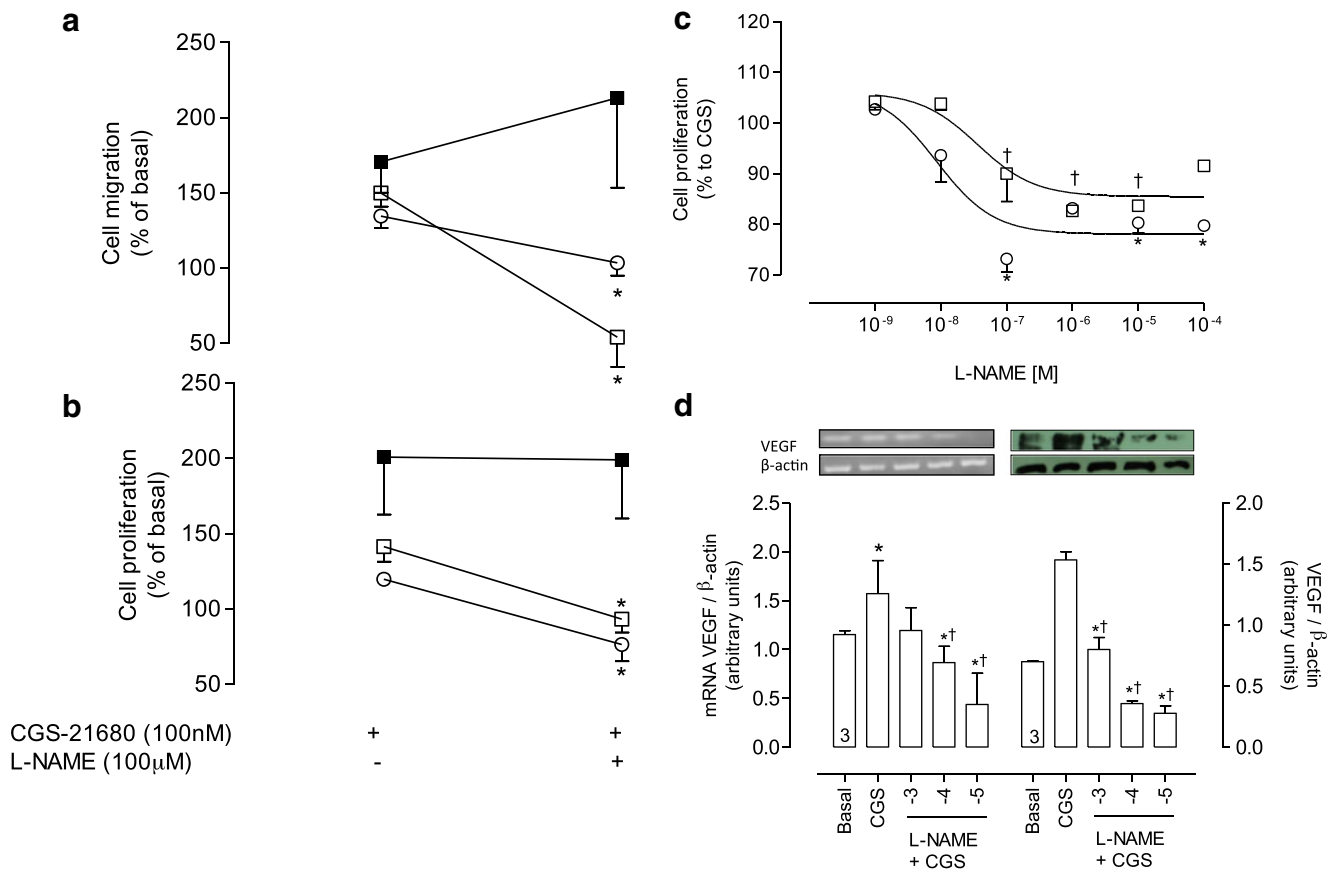 a
250
200
150
100
50
Cell migration
(% of basal)
*
*
b
250
200
150
100
50
Cell proliferation
(% of basal)
*
*
CGS-21680 (100nM) + +
L-NAME (100μM) - +
c
120
110
100
90
80
70
Cell proliferation
(% to CGS)
† † †
* * *
10-9 10-8 10-7 10-6 10-5 10-4
L-NAME [M]
d
VEGF
β-actin
2.5
2.0
1.5
1.0
0.5
0.0
mRNA VEGF / β-actin
(arbitrary units)
* *† *†
*† *† *†
3 3
2.0
1.5
1.0
0.5
0.0
VEGF / β-actin
(arbitrary units)
Basal CGS -3 -4 -5 Basal CGS -3 -4 -5
L-NAME L-NAME
+ CGS + CGS